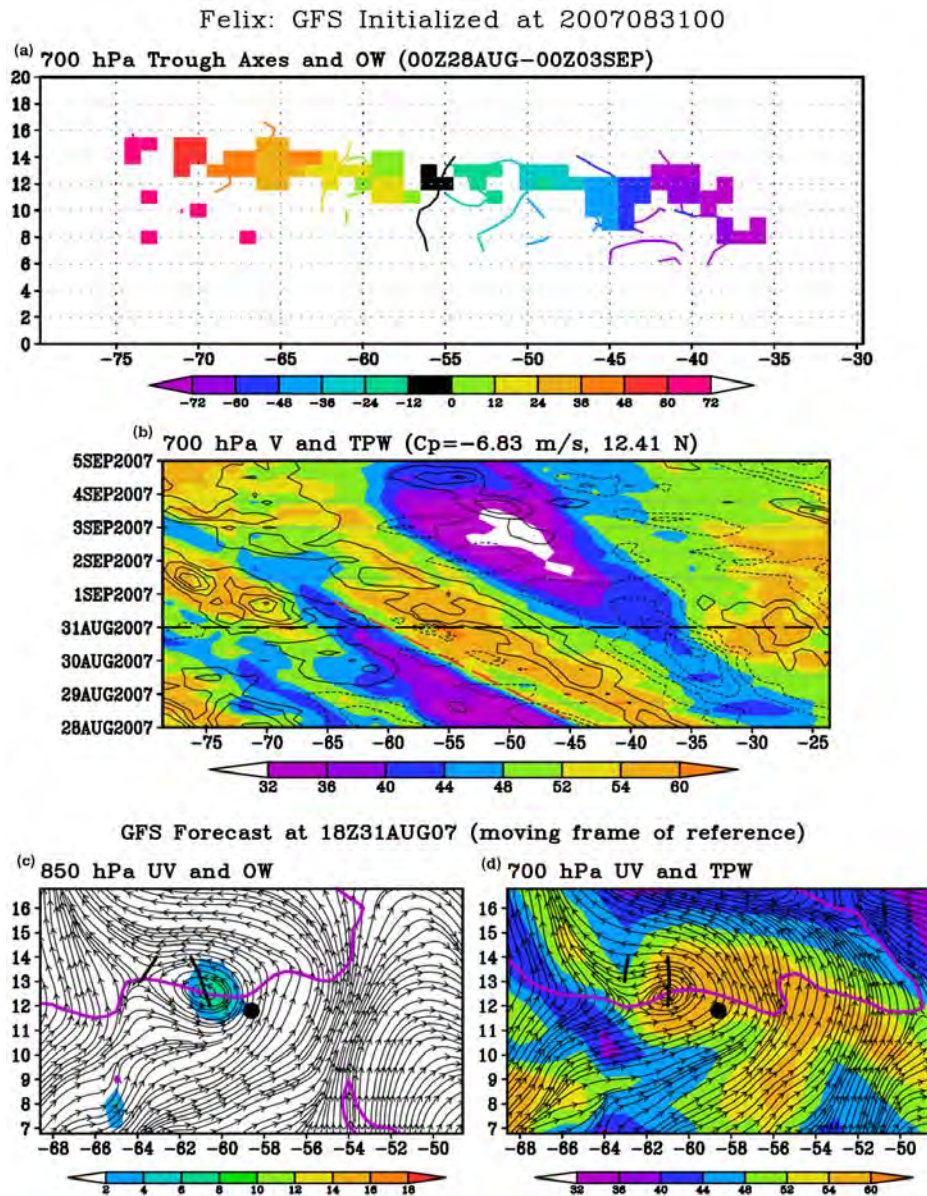 Felix: GFS Initialized at 2007083100
(a) 700 hPa Trough Axes and OW (00Z28AUG−00Z03SEP)
20
18
16
14
12
10
8
6
4
2
0
−75 −70 −65 −60 −55 −50 −45 −40 −35 −30
−72 −60 −48 −36 −24 −12 0 12 24 36 48 60 72
(b) 700 hPa V and TPW (Cp=−6.83 m/s, 12.41 N)
5SEP2007
4SEP2007
3SEP2007
2SEP2007
1SEP2007
31AUG2007
30AUG2007
29AUG2007
28AUG2007
−75 −70 −65 −60 −55 −50 −45 −40 −35 −30 −25
32 36 40 44 48 52 54 60
GFS Forecast at 18Z31AUG07 (moving frame of reference)
(c) 850 hPa UV and OW
16
15
14
13
12
11
10
9
8
7
−68 −66 −64 −62 −60 −58 −56 −54 −52 −50
2 4 6 8 10 12 14 16 18
(d) 700 hPa UV and TPW
16
15
14
13
12
11
10
9
8
7
−68 −66 −64 −62 −60 −58 −56 −54 −52 −50
32 36 40 44 48 52 54 60